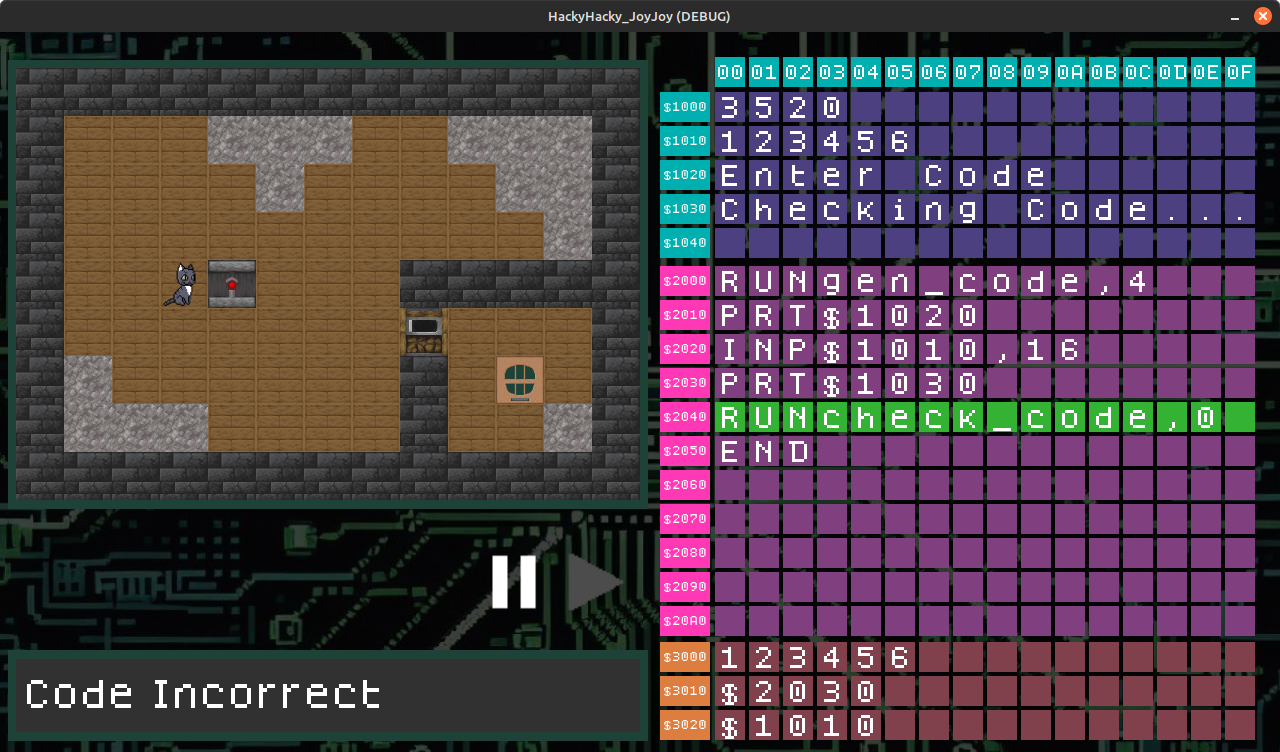 HackyHacky_JoyJoy (DEBUG)
00 01 02 03 04 05 06 07 08 09 0A 0B 0C 0D 0E 0F
$1000 3520
$1010 123456
$1020 Enter Code
$1030 Checking Code...
$1040
$2000 RUNgen_code,4
$2010 PRT$1020
$2020 INP$1010,16
$2030 PRT$1030
$2040 RUNcheck_code,0
$2050 END
$2060
$2070
$2080
$2090
$20A0
$3000 123456
$3010 $2030
$3020 $1010
Code Incorrect